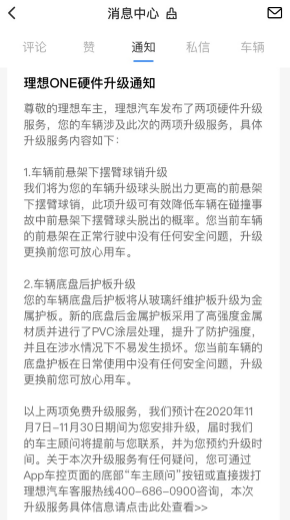 消息中心
评论 赞 通知 私信 车辆
理想ONE硬件升级通知
尊敬的理想车主，理想汽车发布了两项硬件升级
服务，您的车辆涉及此次的两项升级服务，具体
升级服务内容如下：
1.车辆前悬架下摆臂球销升级
我们将为您的车辆升级球头脱出力更高的前悬架
下摆臂球销，此项升级可有效降低车在碰撞事
故中前悬架下摆臂球头脱出的概率。您当前车辆
的前悬架在正常行驶中没有任何安全问题，升级
更换前您可放心用车。
2.车辆底盘后护板升级
您的车辆底盘后护板将从玻璃纤维护板升级为金
属护板。新的底盘后金属护板采用了高强度金属
材质并进行了PVC涂层处理，提升了防护强度，
并且在涉水情况下不易发生损坏。您当前车辆的
底盘护板在日常使用中没有任何安全问题，升级
更换前您可放心用车。
以上两项免费升级服务，我们预计在2020年11
月7日-11月30日期间为您安排升级，届时我们
的车主顾问将提前与您联系，并为您预约升级时
间。关于本次升级服务有任何疑问，您可通过
App车控页面的底部“车主顾问”按钮或直接拨打
理想汽车客服热线400-686-0900咨询，本次
升级服务具体信息请点击此处查看>>